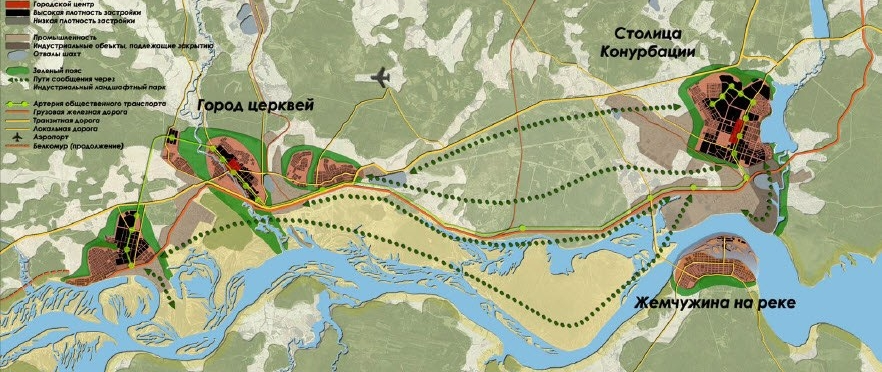 Городской центр
Высокая плотность застройки
Низкая плотность застройки
Промышленность
Индустриальные объекты, подлежащие закрытию
Отвалы шахт
Зеленый пояс
Пути сообщения через
Индустриальный ландшафтный парк
Артерия общественного транспорта
Грузовая железная дорога
Транзитная дорога
Локальная дорога
Аэропорт
Белкомур (продолжение)
Город церквей
Столица
Конурбации
Жемчужина на реке